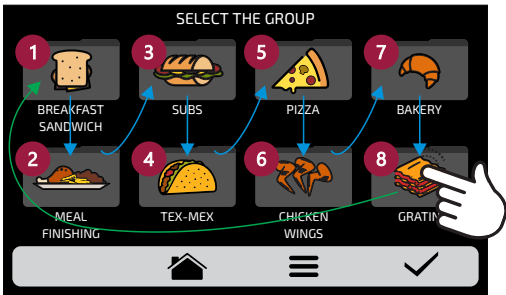 SELECT THE GROUP
1
BREAKFAST
SANDWICH
3
SUBS
5
PIZZA
7
BAKERY
2
MEAL
FINISHING
4
TEX-MEX
6
CHICKEN
WINGS
8
GRATIN